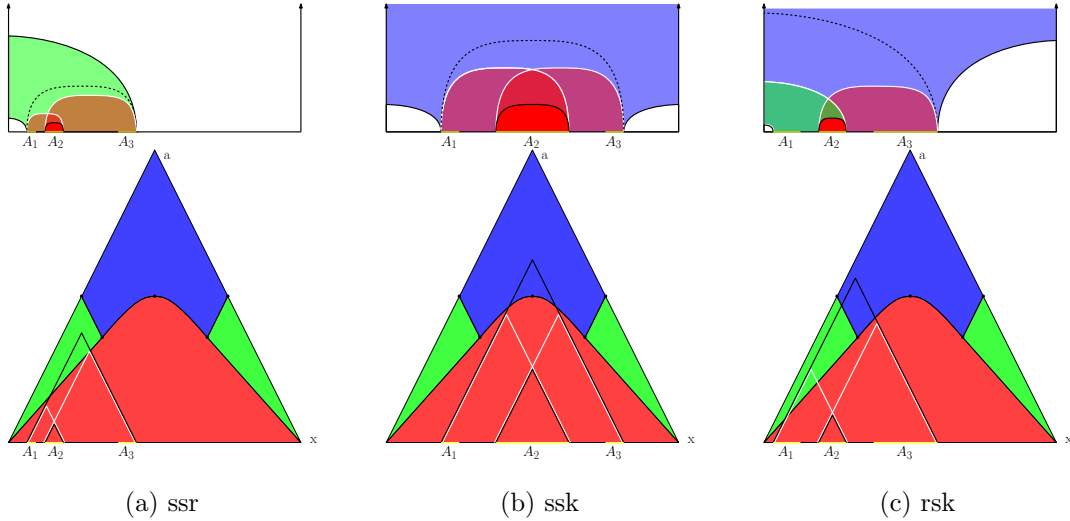 A1 A2 A3 A1 A2 A3 A1 A2 A3
a a a
x x x
A1 A2 A3 A1 A2 A3 A1 A2 A3
(a) ssr (b) ssk (c) rsk